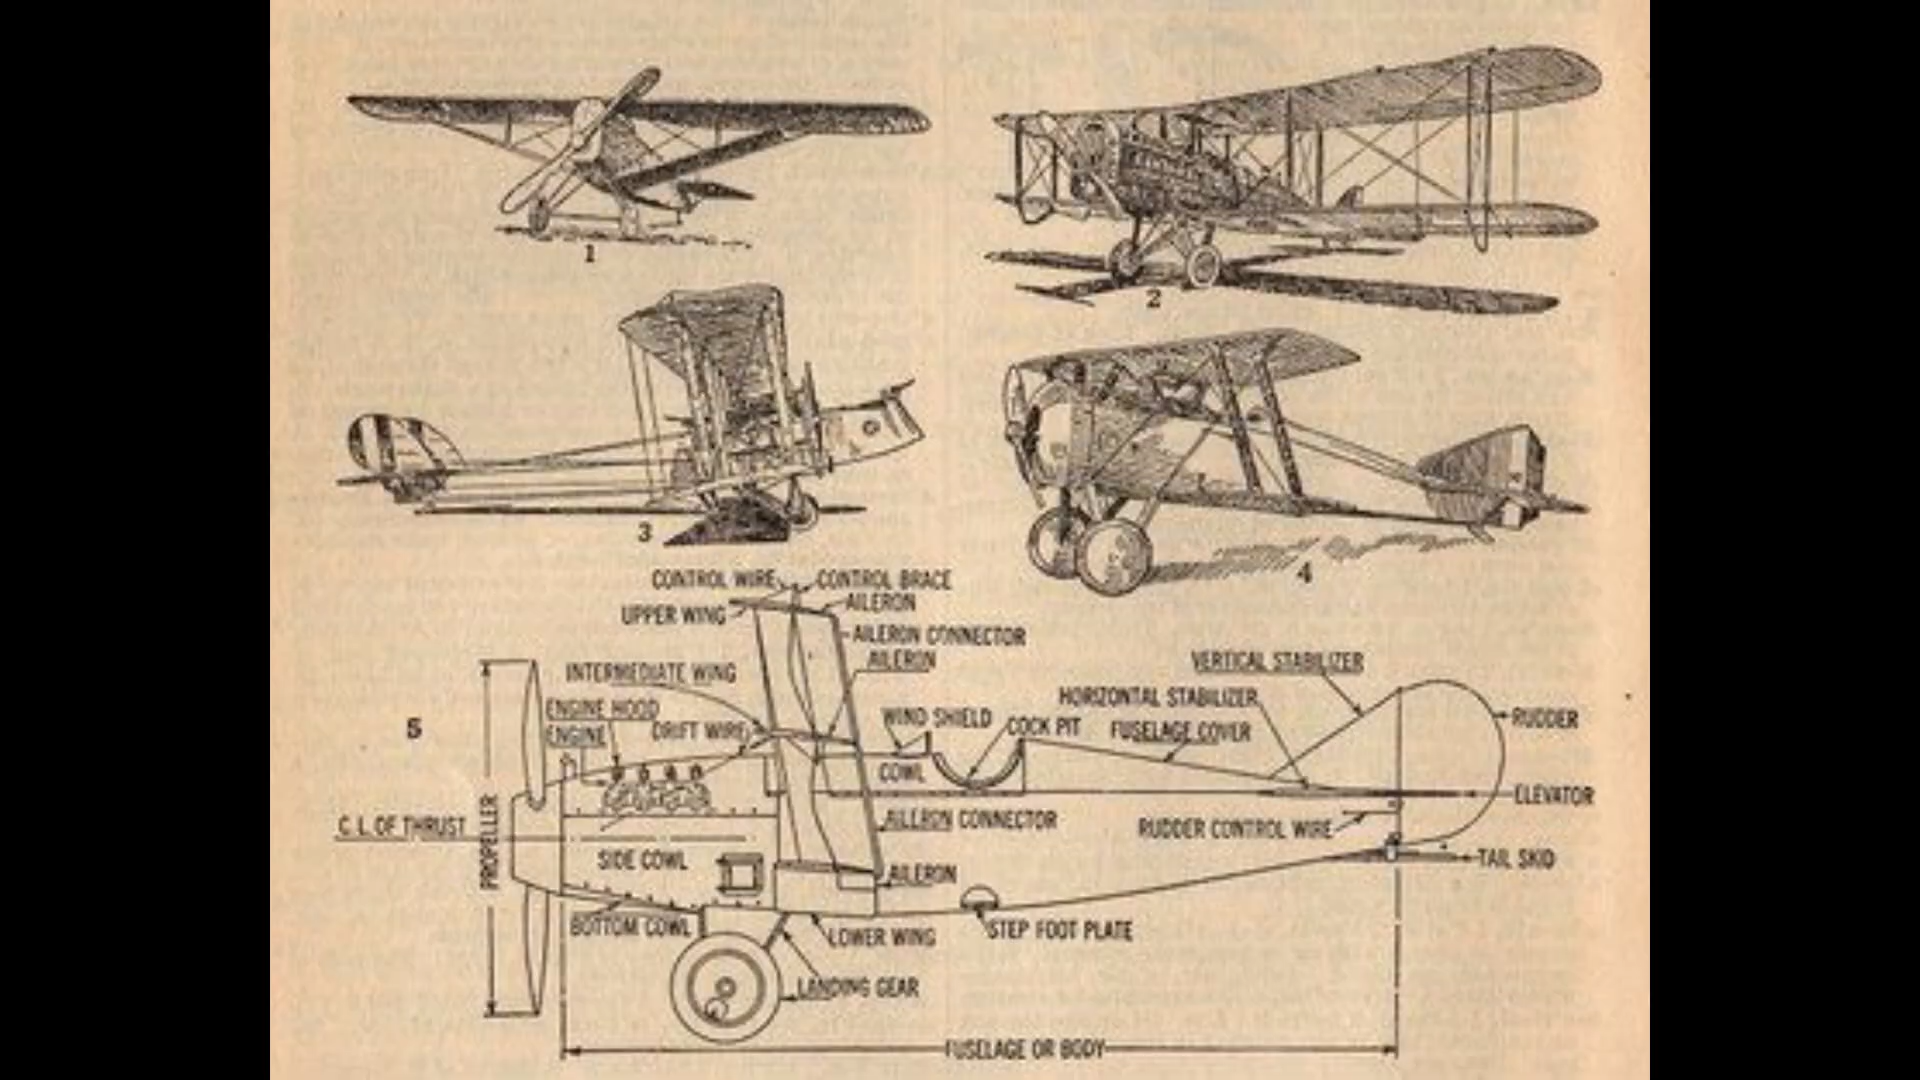 1
2
3
4
CONTROL WIRE
CONTROL BRACE
UPPER WING
AILERON
AILERON CONNECTOR
AILERON
INTERMEDIATE WING
VERTICAL STABILIZER
ENGINE HOOD
HORIZONTAL STABILIZER
5
ENGINE
DRIFT WIRE
WIND SHIELD
COCK PIT
FUSELAGE COVER
RUDDER
COWL
ELEVATOR
C. L. OF THRUST
PROPELLER
AILERON CONNECTOR
RUDDER CONTROL WIRE
SIDE COWL
AILERON
TAIL SKID
BOTTOM COWL
LOWER WING
STEP FOOT PLATE
LANDING GEAR
FUSELAGE OR BODY